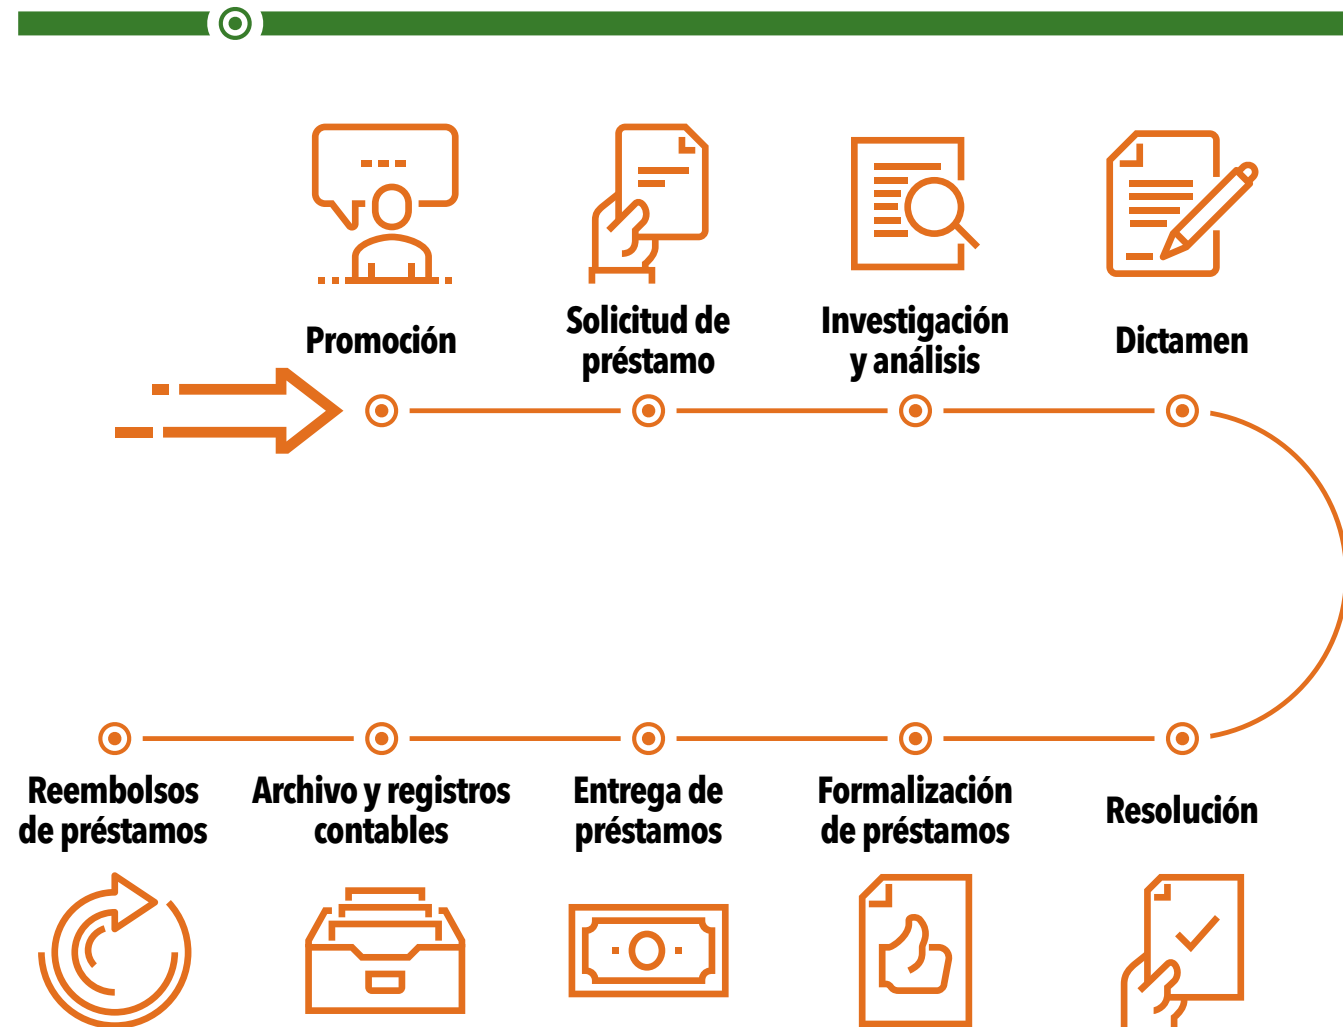 Promoción
Solicitud de
préstamo
Investigación
y análisis
Dictamen
Reembolsos
de préstamos
Archivo y registros
contables
Entrega de
préstamos
Formalización
de préstamos
Resolución